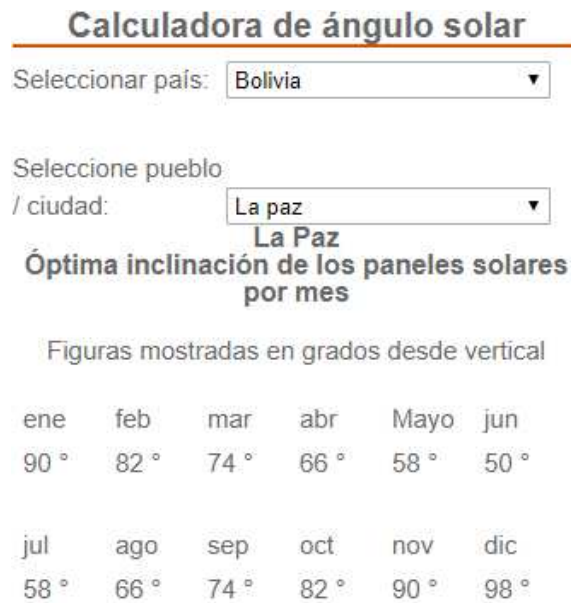 Calculadora de ángulo solar
Seleccionar país: Bolivia
Seleccione pueblo
/ ciudad: La paz
La Paz
Óptima inclinación de los paneles solares
por mes
Figuras mostradas en grados desde vertical
ene feb mar abr Mayo jun
90 ° 82 ° 74 ° 66 ° 58 ° 50 °
jul ago sep oct nov dic
58 ° 66 ° 74 ° 82 ° 90 ° 98 °